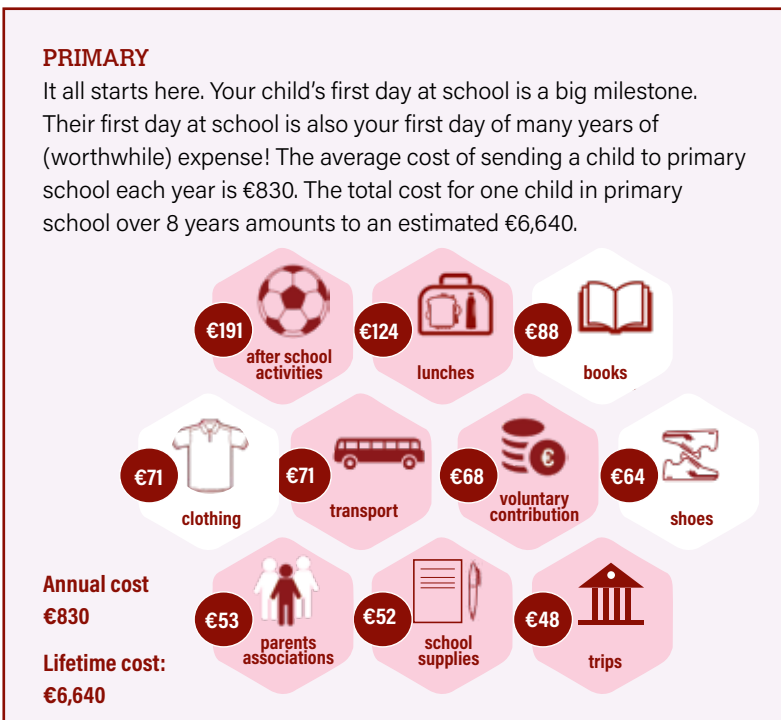 PRIMARY
It all starts here. Your child's first day at school is a big milestone.
Their first day at school is also your first day of many years of
(worthwhile) expense! The average cost of sending a child to primary
school each year is €830. The total cost for one child in primary
school over 8 years amounts to an estimated €6,640.
€191
after school
activities
€124
lunches
€88
books
€71
clothing
€71
transport
€68
€
voluntary
contribution
€64
shoes
Annual cost
€830
Lifetime cost:
€6,640
€53
parents
associations
€52
school
supplies
€48
trips